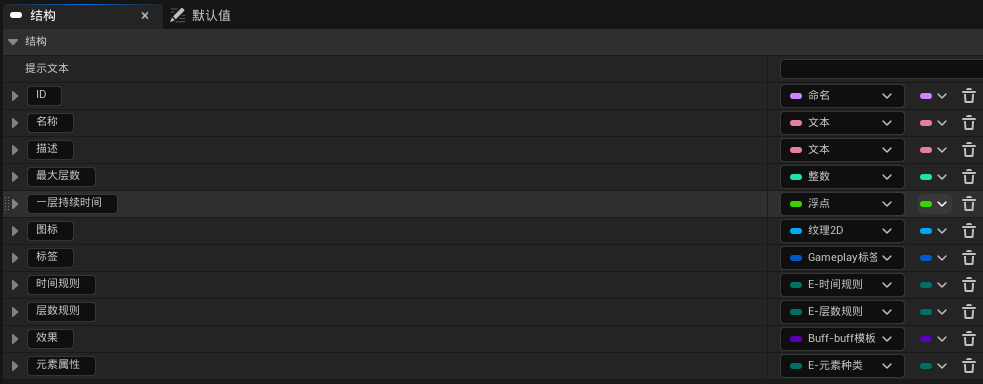 结构 × 默认值
结构
提示文本
ID 命名
名称 文本
描述 文本
最大层数 整数
一层持续时间 浮点
图标 纹理2D
标签 Gameplay标签
时间规则 E-时间规则
层数规则 E-层数规则
效果 Buff-buff模板
元素属性 E-元素种类